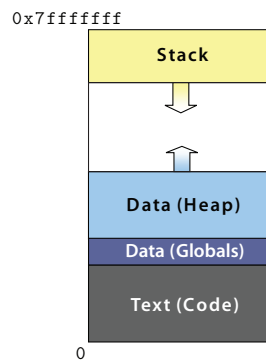 0x7fffffff
Stack
Data (Heap)
Data (Globals)
Text (Code)
0